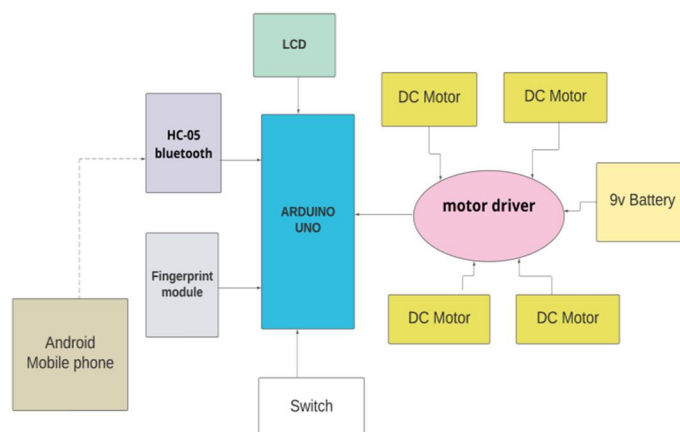 LCD
DC Motor
DC Motor
HC-05
bluetooth
ARDUINO
UNO
motor driver
9v Battery
Fingerprint
module
DC Motor
DC Motor
Android
Mobile phone
Switch